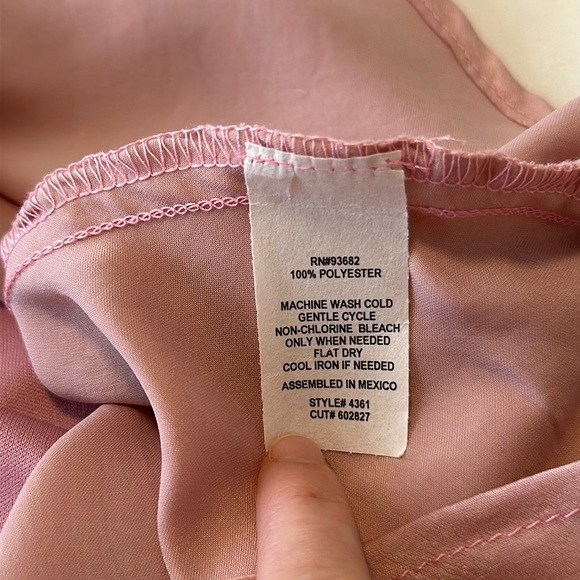 RN#93682
100% POLYESTER
MACHINE WASH COLD
GENTLE CYCLE
NON-CHLORINE BLEACH
ONLY WHEN NEEDED
FLAT DRY
COOL IRON IF NEEDED
ASSEMBLED IN MEXICO
STYLE# 4361
CUT# 602827